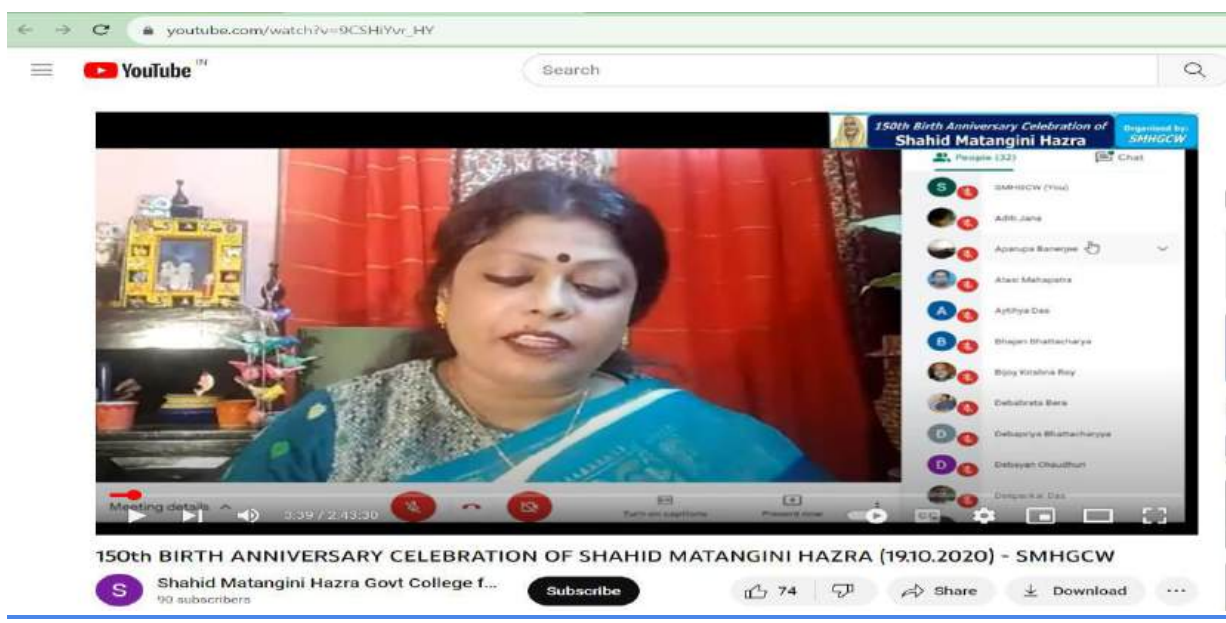 youtube.com/watch?v=9CSHiYvr_HY
YouTube IN
Search
150th Birth Anniversary Celebration of
Shahid Matangini Hazra
Organised by:
SMHGCW
People (32)
Chat
S
SMHGCW (You)
Aditi Jana
Aparupa Banerjee
Atasi Mahapatra
A
Aytihya Das
B
Bhajan Bhattacharya
Bijoy Krishna Roy
Debabrata Bera
D
Debapriya Bhattacharyya
D
Debayan Chaudhuri
Deepankar Das
Meeting details
3:39 / 2:43:30
Turn on captions
Present now
CC
150th BIRTH ANNIVERSARY CELEBRATION OF SHAHID MATANGINI HAZRA (19.10.2020) - SMHGCW
S
Shahid Matangini Hazra Govt College f...
90 subscribers
Subscribe
74
Share
Download